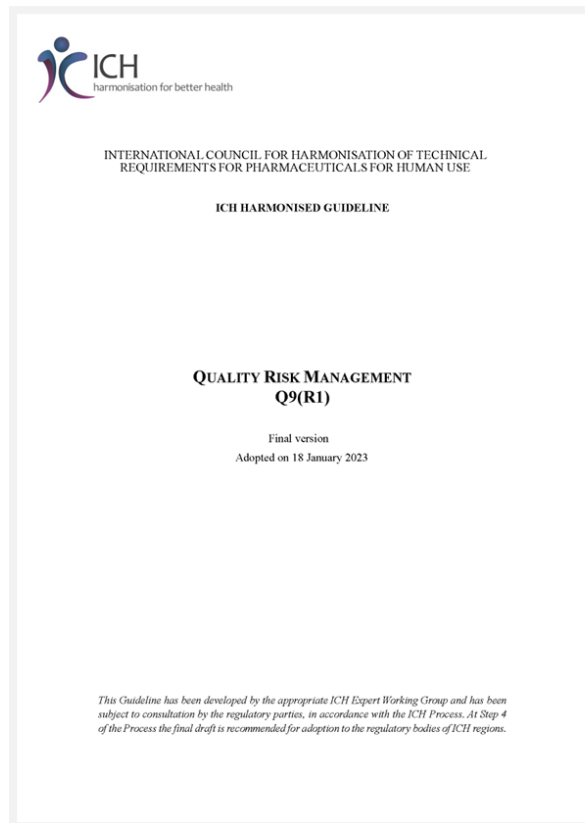 ICH
harmonisation for better health
INTERNATIONAL COUNCIL FOR HARMONISATION OF TECHNICAL
REQUIREMENTS FOR PHARMACEUTICALS FOR HUMAN USE
ICH HARMONISED GUIDELINE
QUALITY RISK MANAGEMENT
Q9(R1)
Final version
Adopted on 18 January 2023
This Guideline has been developed by the appropriate ICH Expert Working Group and has been
subject to consultation by the regulatory parties, in accordance with the ICH Process. At Step 4
of the Process the final draft is recommended for adoption to the regulatory bodies of ICH regions.